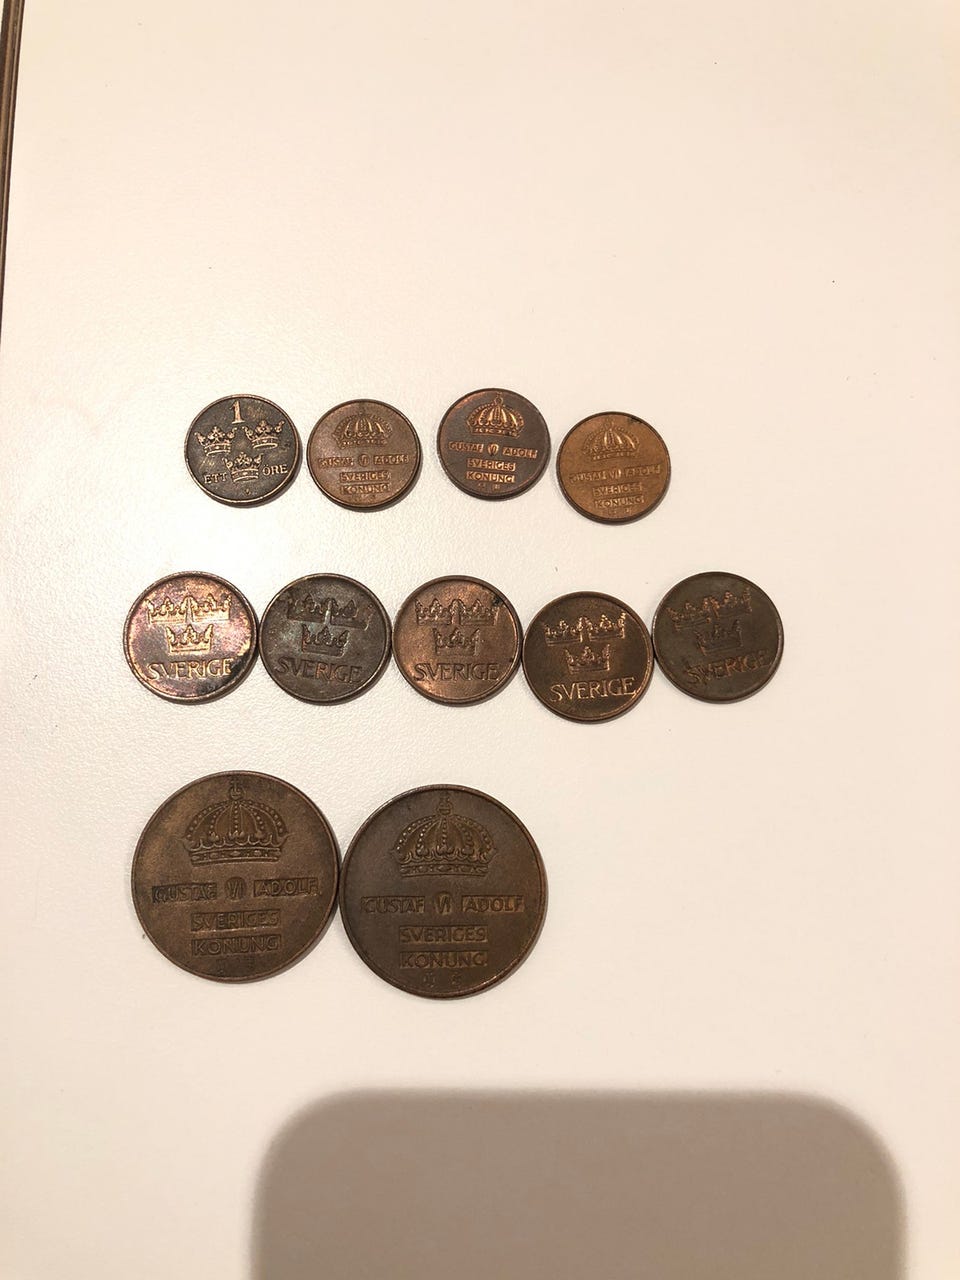 1
ETT ÖRE
GUSTAF VI ADOLF
SVERIGES
KONUNG
GUSTAF VI ADOLF
SVERIGES
KONUNG
GUSTAF VI ADOLF
SVERIGES
KONUNG
SVERIGE
SVERIGE
SVERIGE
SVERIGE
SVERIGE
GUSTAF VI ADOLF
SVERIGES
KONUNG
GUSTAF VI ADOLF
SVERIGES
KONUNG